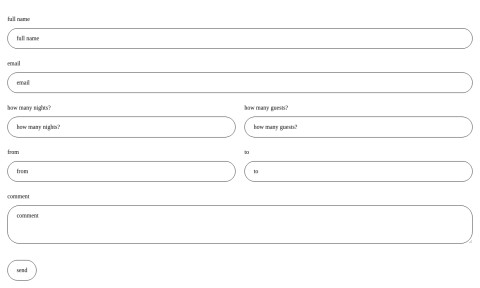 full name
full name
email
email
how many nights? how many guests?
how many nights? how many guests?
from to
from to
comment
comment
send